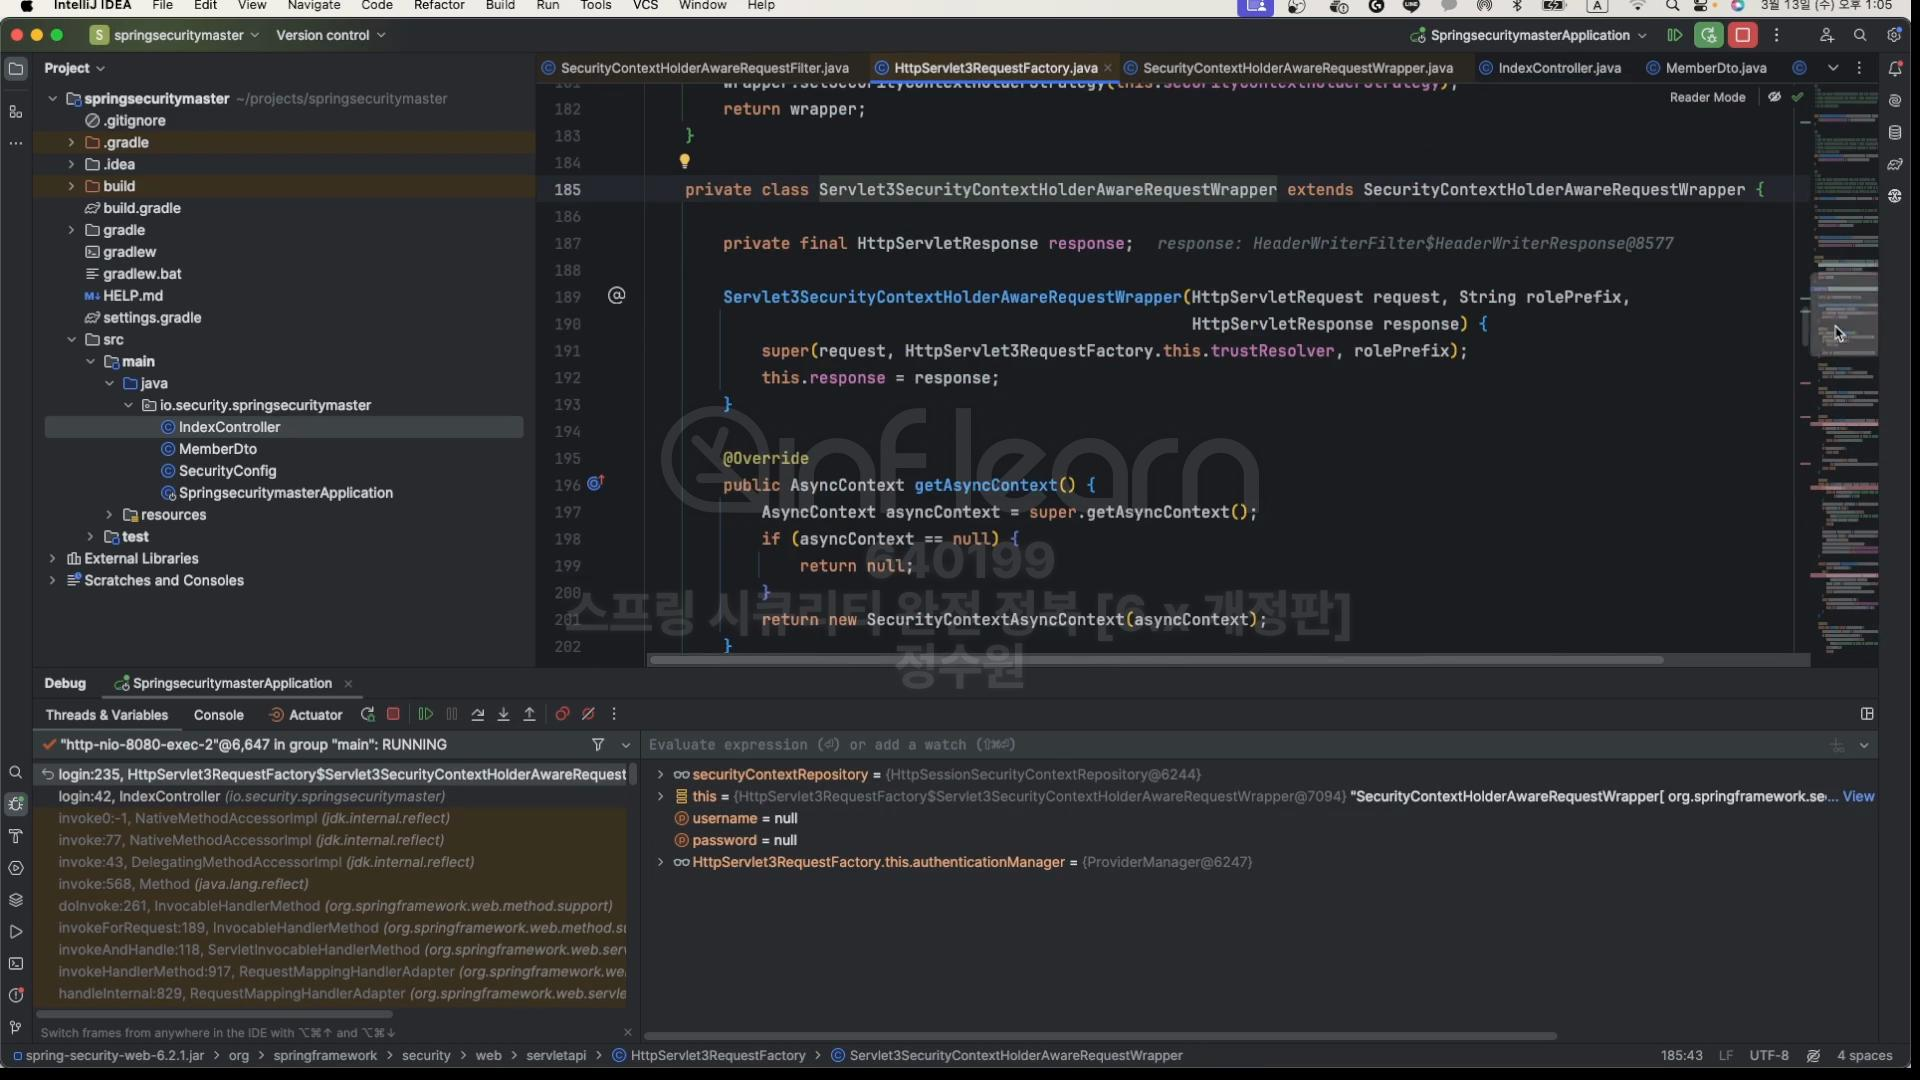 IntelliJ IDEA File Edit View Navigate Code Refactor Build Run Tools VCS Window Help 3월 13일 (수) 오후 1:05
S springsecuritymaster Version control SpringsecuritymasterApplication
Project
SecurityContextHolderAwareRequestFilter.java HttpServlet3RequestFactory.java SecurityContextHolderAwareRequestWrapper.java IndexController.java MemberDto.java
Reader Mode
springsecuritymaster ~/projects/springsecuritymaster
.gitignore
.gradle
.idea
build
build.gradle
gradle
gradlew
gradlew.bat
HELP.md
settings.gradle
src
main
java
io.security.springsecuritymaster
IndexController
MemberDto
SecurityConfig
SpringsecuritymasterApplication
resources
test
External Libraries
Scratches and Consoles
181 wrapper.setSecurityContextHolderStrategy(this.securityContextHolderStrategy);
182 return wrapper;
183 }
184
185 private class Servlet3SecurityContextHolderAwareRequestWrapper extends SecurityContextHolderAwareRequestWrapper {
186
187 private final HttpServletResponse response; response: HeaderWriterFilter$HeaderWriterResponse@8577
188
189 Servlet3SecurityContextHolderAwareRequestWrapper(HttpServletRequest request, String rolePrefix,
190 HttpServletResponse response) {
191 super(request, HttpServlet3RequestFactory.this.trustResolver, rolePrefix);
192 this.response = response;
193 }
194
195 @Override
196 public AsyncContext getAsyncContext() {
197 AsyncContext asyncContext = super.getAsyncContext();
198 if (asyncContext == null) {
199 return null;
200 }
201 return new SecurityContextAsyncContext(asyncContext);
202 }
inflearn
640199
스프링 시큐리티 완전 정복 [6.x 개정판]
정수원
Debug SpringsecuritymasterApplication
Threads & Variables Console Actuator
"http-nio-8080-exec-2"@6,647 in group "main": RUNNING
login:235, HttpServlet3RequestFactory$Servlet3SecurityContextHolderAwareRequest
login:42, IndexController (io.security.springsecuritymaster)
invoke0:-1, NativeMethodAccessorImpl (jdk.internal.reflect)
invoke:77, NativeMethodAccessorImpl (jdk.internal.reflect)
invoke:43, DelegatingMethodAccessorImpl (jdk.internal.reflect)
invoke:568, Method (java.lang.reflect)
doInvoke:261, InvocableHandlerMethod (org.springframework.web.method.support)
invokeForRequest:189, InvocableHandlerMethod (org.springframework.web.method.su
invokeAndHandle:118, ServletInvocableHandlerMethod (org.springframework.web.serv
invokeHandlerMethod:917, RequestMappingHandlerAdapter (org.springframework.we
handleInternal:829, RequestMappingHandlerAdapter (org.springframework.web.servle
Switch frames from anywhere in the IDE with ⌥⌘↑ and ⌥⌘↓
Evaluate expression (⏎) or add a watch (⇧⌘⏎)
securityContextRepository = {HttpSessionSecurityContextRepository@6244}
this = {HttpServlet3RequestFactory$Servlet3SecurityContextHolderAwareRequestWrapper@7094} "SecurityContextHolderAwareRequestWrapper[ org.springframework.se... View
username = null
password = null
HttpServlet3RequestFactory.this.authenticationManager = {ProviderManager@6247}
spring-security-web-6.2.1.jar > org > springframework > security > web > servletapi > HttpServlet3RequestFactory > Servlet3SecurityContextHolderAwareRequestWrapper 185:43 LF UTF-8 4 spaces